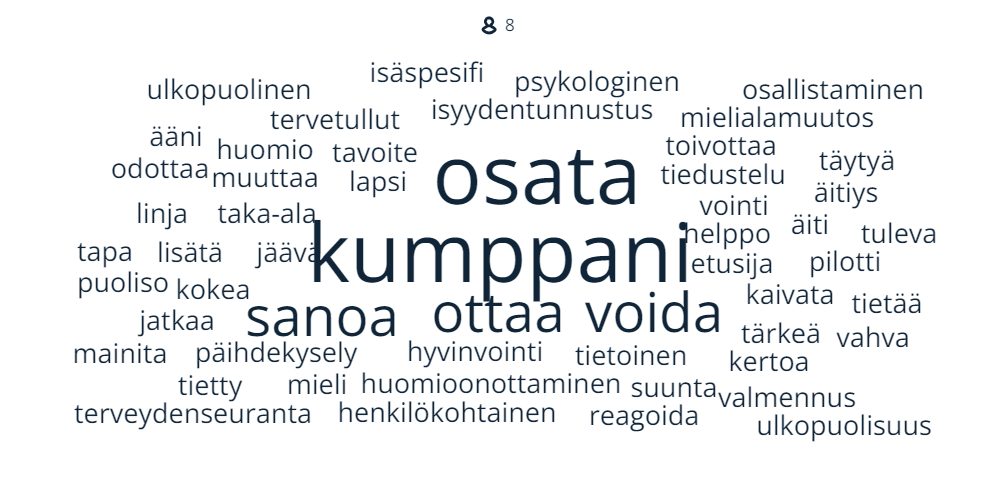 8
isäspesifi
ulkopuolinen psykologinen osallistaminen
tervetullut isyydentunnustus mielialamuutos
ääni huomio tavoite toivottaa
odottaa muuttaa lapsi osata tiedustelu täytyä
linja taka-ala vointi äitiys
tapa lisätä jäävä kumppani helppo äiti tuleva
puoliso kokea etusija pilotti
jatkaa sanoa ottaa voida kaivata tietää
mainita päihdekysely hyvinvointi tietoinen tärkeä vahva
kertoa
tietty mieli huomioonottaminen suunta valmennus
terveydenseuranta henkilökohtainen reagoida ulkopuolisuus